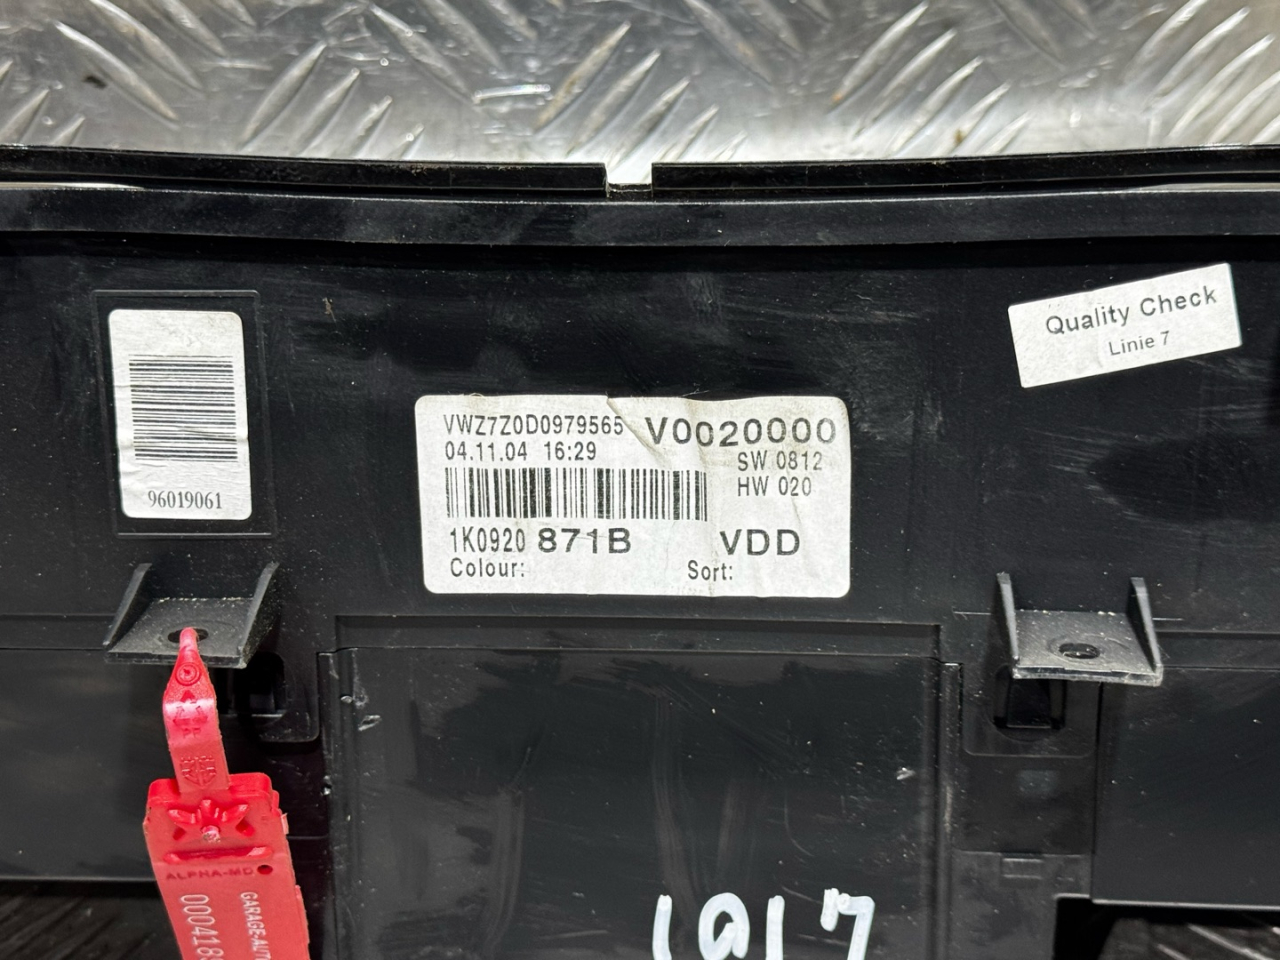 Quality Check
Linie 7
96019061
VWZ7Z0D0979565 V0020000
04.11.04 16:29 SW 0812
HW 020
1K0920 871B VDD
Colour: Sort:
ALPHA-MD
1017